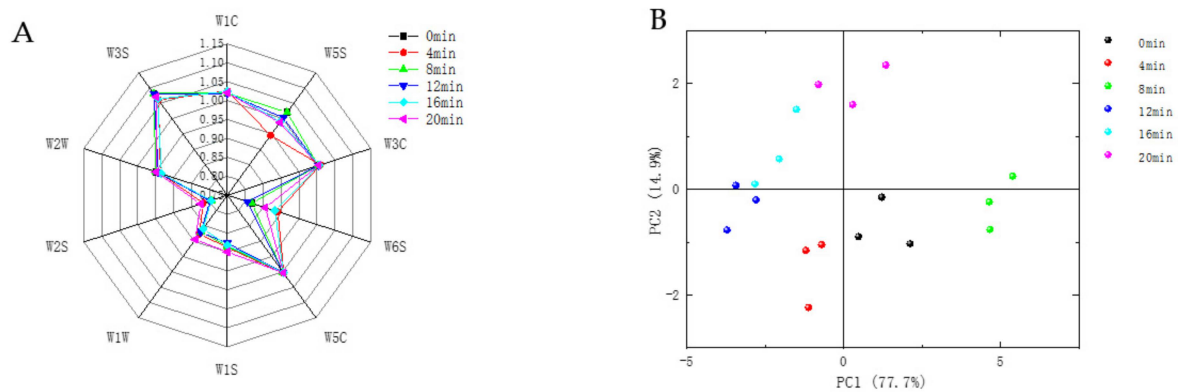 A
W1C
W3S
W5S
W2W
W3C
W2S
W6S
W1W
W5C
W1S
1.15
1.10
1.05
1.00
0.95
0.90
0.85
0.80
0min
4min
8min
12min
16min
20min
B
2
0
-2
PC2 (14.9%)
-5
0
5
PC1 (77.7%)
0min
4min
8min
12min
16min
20min